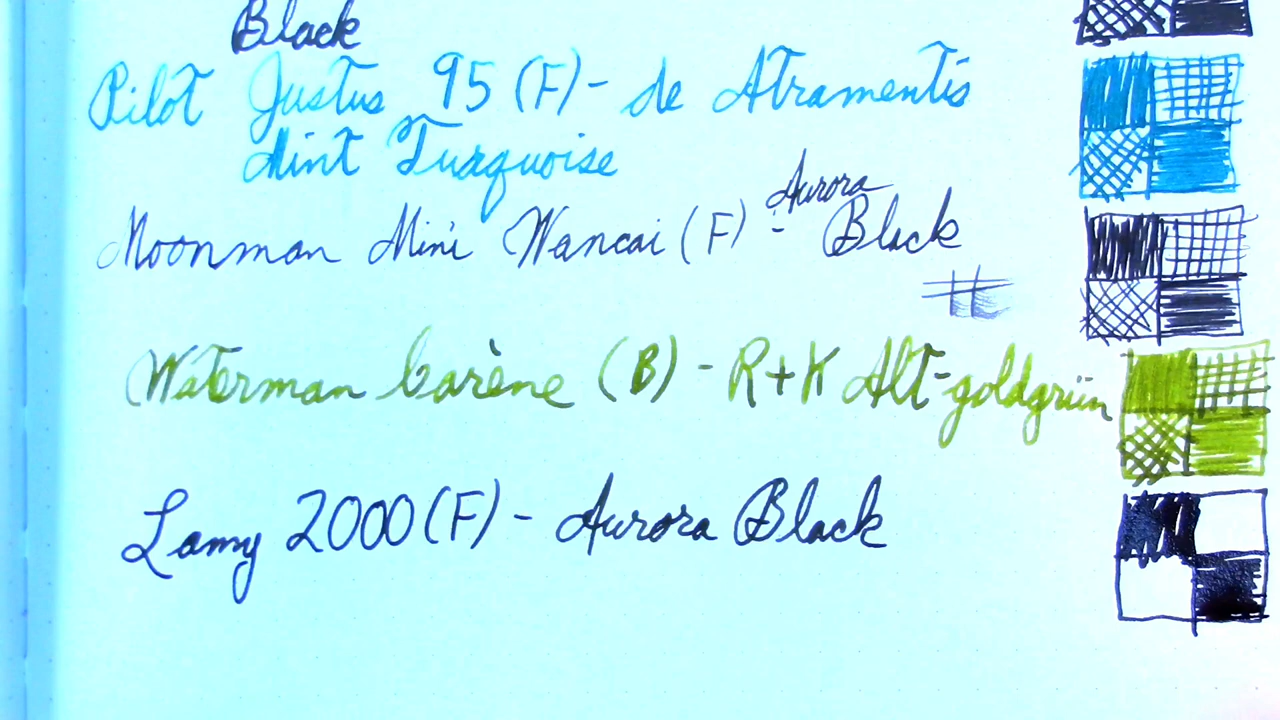 Black
Pilot Justus 95 (F) - de Atramentis
Mint Turquoise
Aurora
Moonman Mini Wancai (F) - Black
Waterman Carène (B) - R+K Alt-goldgrün
Lamy 2000 (F) - Aurora Black